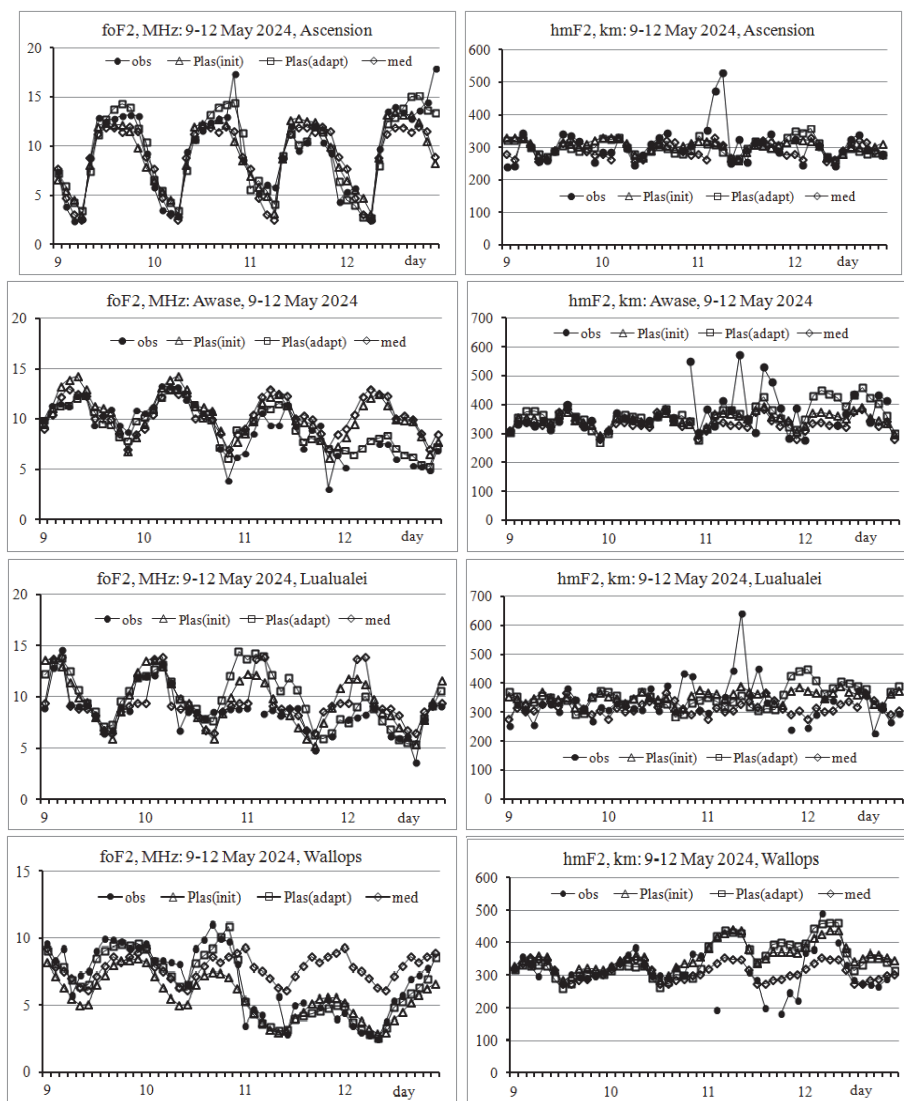 foF2, MHz: 9-12 May 2024, Ascension
obs Plas(init) Plas(adapt) med
20
15
10
5
0
9 10 11 12 day
hmF2, km: 9-12 May 2024, Ascension
600
500
400
300
200
100
0
obs Plas(init) Plas(adapt) med
9 10 11 12 day
foF2, MHz: Awase, 9-12 May 2024
20
15
10
5
0
obs Plas(init) Plas(adapt) med
9 10 11 12 day
hmF2, km: Awase, 9-12 May 2024
obs Plas(init) Plas(adapt) med
700
600
500
400
300
200
100
0
9 10 11 12 day
foF2, MHz: 9-12 May 2024, Lualualei
20
15
10
5
0
obs Plas(init) Plas(adapt) med
9 10 11 12 day
hmF2, km: 9-12 May 2024, Lualualei
700
600
500
400
300
200
100
0
obs Plas(init) Plas(adapt) med
9 10 11 12 day
foF2, MHz: 9-12 May 2024, Wallops
15
10
5
0
obs Plas(init) Plas(adapt) med
9 10 11 12 day
hmF2, km: 9-12 May 2024, Wallops
600
500
400
300
200
100
0
obs Plas(init) Plas(adapt) med
9 10 11 12 day